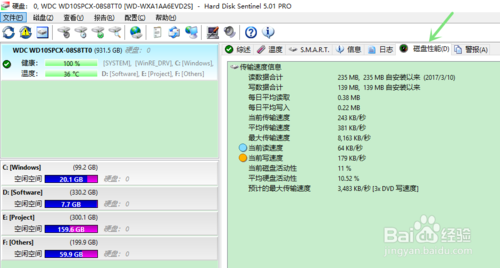 WDC WD10SPCX-08S8TT0 [WD-WXA1AA6EVD2S] - Hard Disk Sentinel 5.01 PRO
文件(F) 磁盘(Z) 查看(V) 报告(R) 配置(C) 帮助(H)
WDC WD10SPCX-08S8TT0 (931.5 GB) 硬盘: 0
健康: 100 % [SYSTEM], [WinRE_DRV], C: [Windows],
温度: 36 °C D: [Software], E: [Project], F: [Others]
C: [Windows] (99.2 GB)
空闲空间 20.1 GB 硬盘: 0
D: [Software] (330.2 GB)
空闲空间 7.7 GB 硬盘: 0
E: [Project] (300.1 GB)
空闲空间 159.6 GB 硬盘: 0
F: [Others] (199.9 GB)
空闲空间 59.9 GB 硬盘: 0
综述 温度 S.M.A.R.T. 信息 日志 磁盘性能(D) 警报(A)
传输速度信息
读数据合计 235 MB, 235 MB 自安装以来 (2017/3/10)
写数据合计 139 MB, 139 MB 自安装以来
每日平均读取 0.38 MB
每日平均写入 0.22 MB
当前传输速度 243 KB/秒
平均传输速度 381 KB/秒
最大传输速度 8,163 KB/秒
当前读速度 64 KB/秒
当前写速度 179 KB/秒
当前磁盘活动性 11 %
平均硬盘活动性 10.52 %
预计的最大传输速度 3,483 KB/秒 [3x DVD 写速度]
Baidu 经验
jingyan.baidu.com